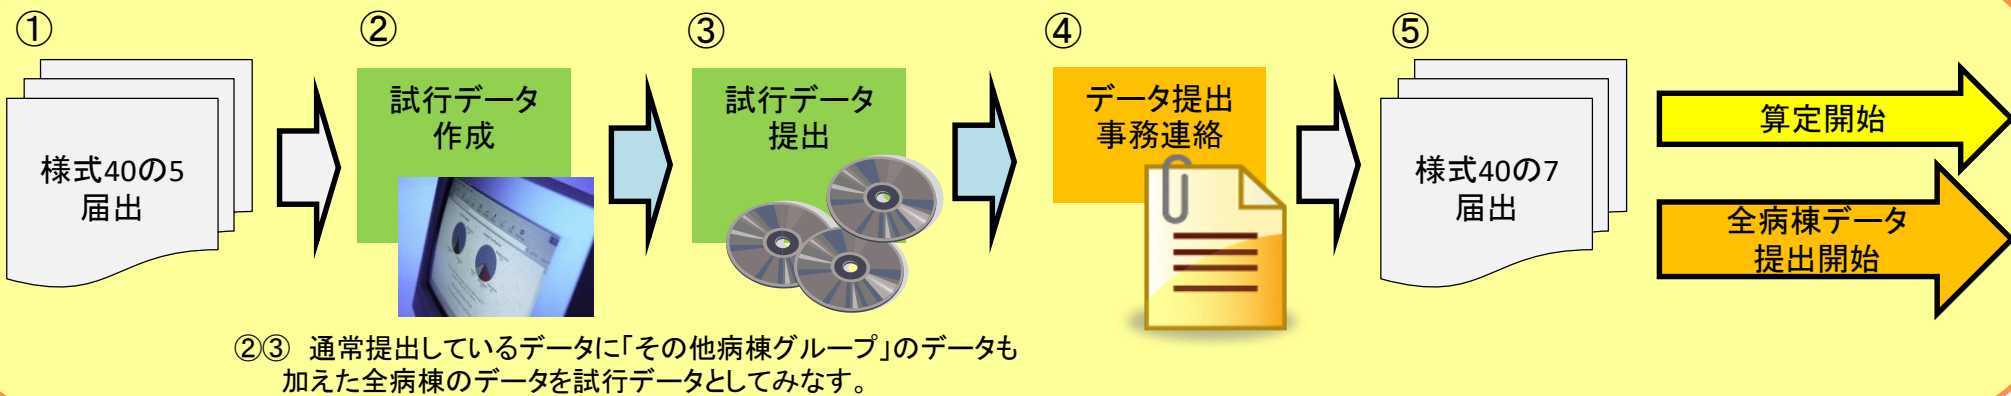 ①
様式40の5
届出
②
試行データ
作成
③
試行データ
提出
④
データ提出
事務連絡
⑤
様式40の7
届出
算定開始
全病棟データ
提出開始
②③ 通常提出しているデータに「その他病棟グループ」のデータも
加えた全病棟のデータを試行データとしてみなす。